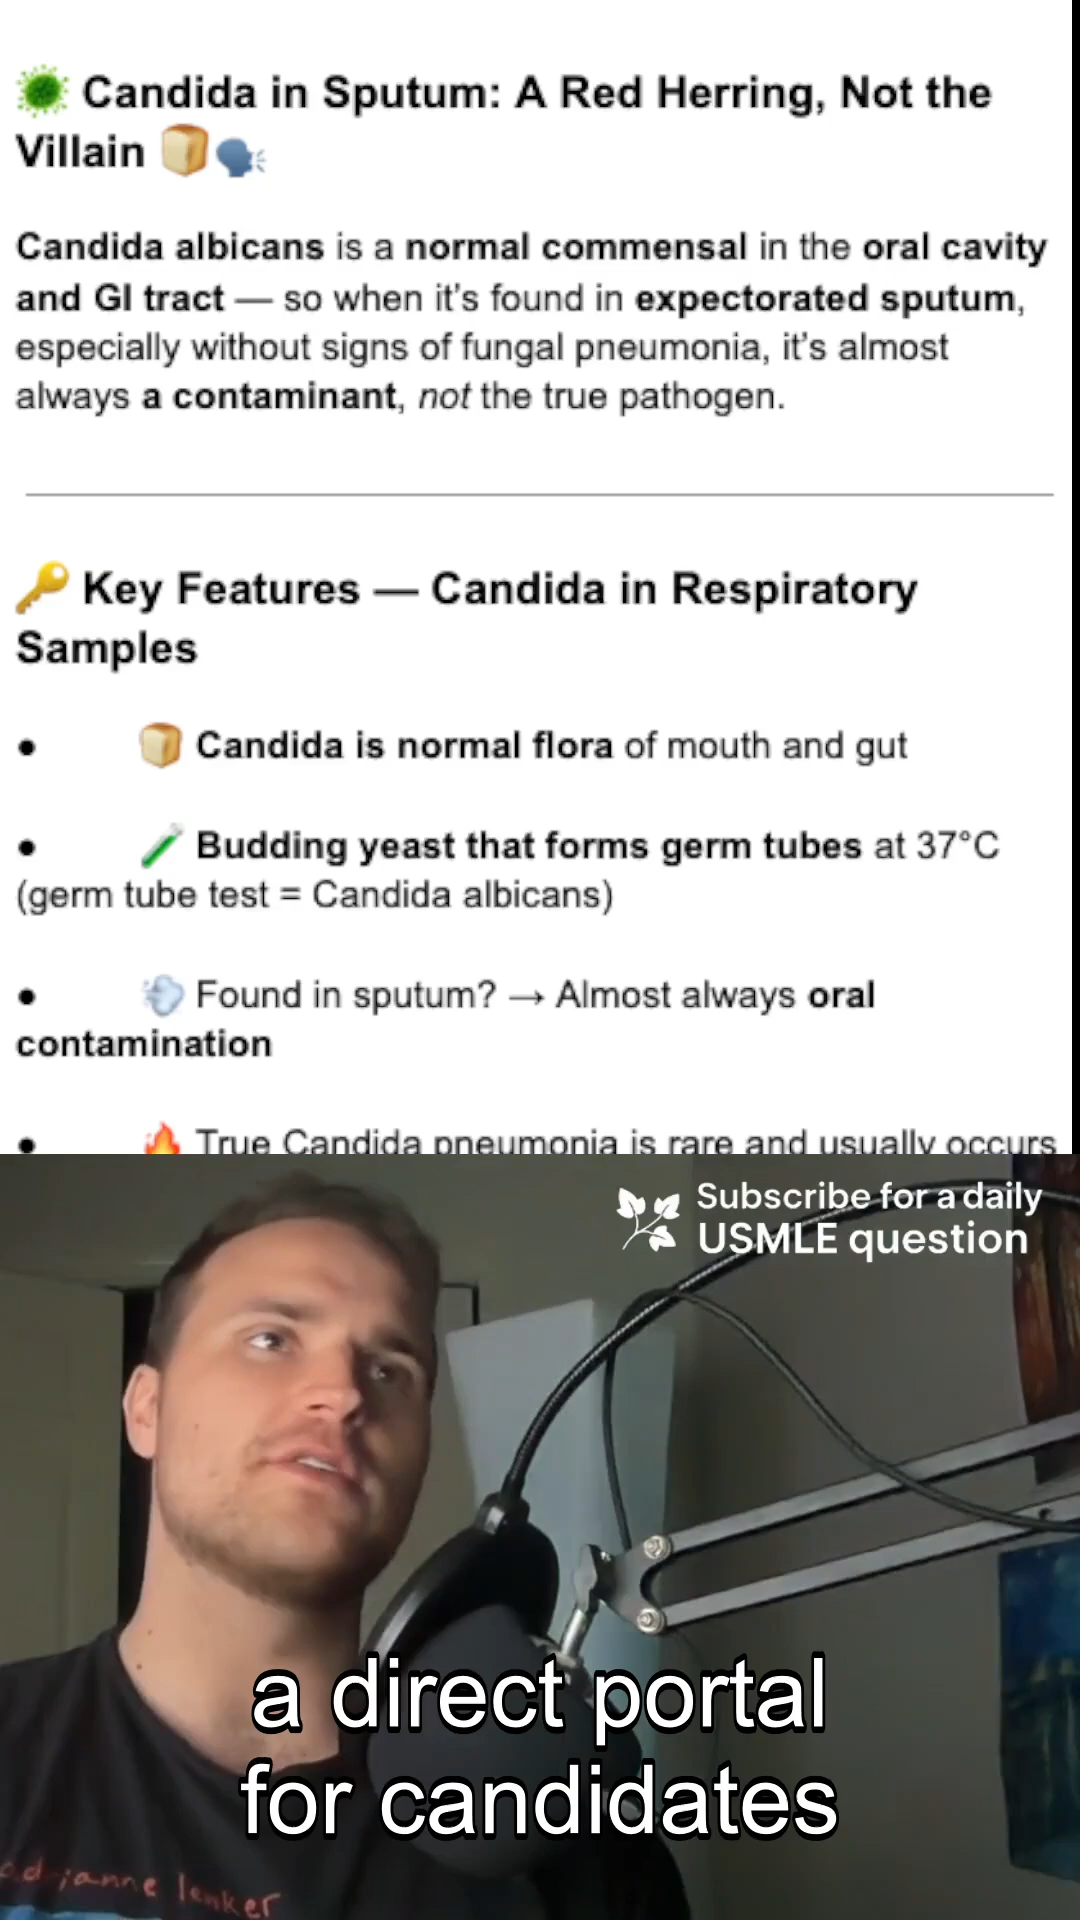 Candida in Sputum: A Red Herring, Not the
Villain
Candida albicans is a normal commensal in the oral cavity
and GI tract — so when it's found in expectorated sputum,
especially without signs of fungal pneumonia, it's almost
always a contaminant, not the true pathogen.
Key Features — Candida in Respiratory
Samples
● Candida is normal flora of mouth and gut
● Budding yeast that forms germ tubes at 37°C
(germ tube test = Candida albicans)
● Found in sputum? → Almost always oral
contamination
● True Candida pneumonia is rare and usually occurs
Subscribe for a daily
USMLE question
a direct portal
for candidates
adrianne lenker